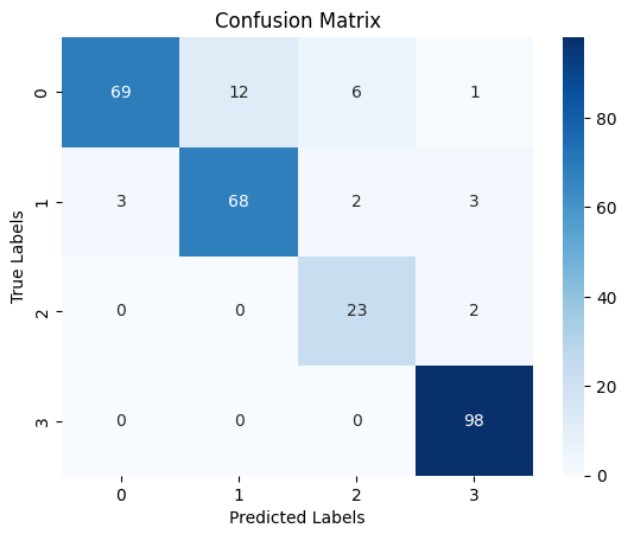 Confusion Matrix
True Labels
0 69 12 6 1
1 3 68 2 3
2 0 0 23 2
3 0 0 0 98
0 1 2 3
Predicted Labels
80
60
40
20
0